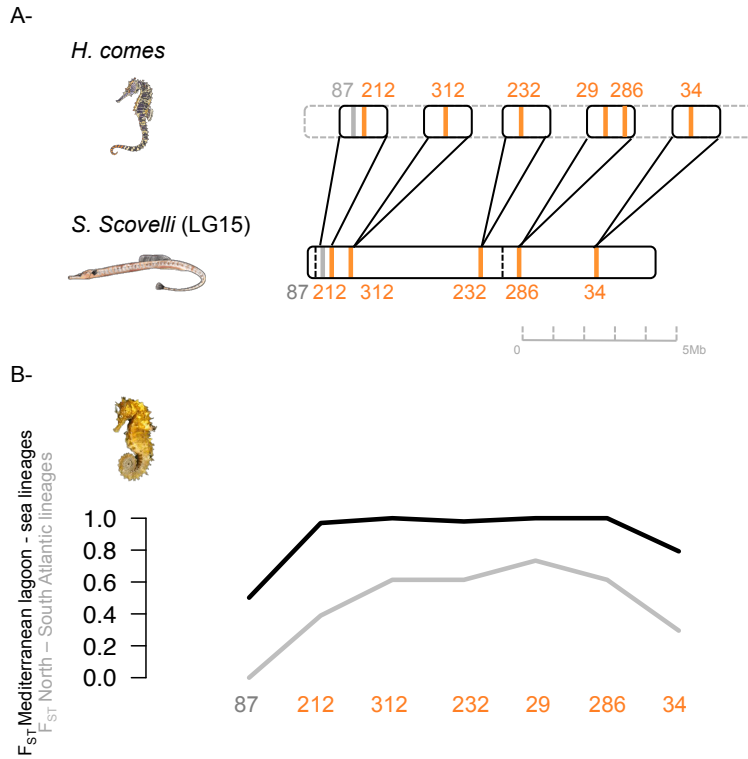 A-
H. comes
87 212 312 232 29 286 34
S. Scovelli (LG15)
87 212 312 232 286 34
0 5Mb
B-
FST Mediterranean lagoon - sea lineages
FST North – South Atlantic lineages
1.0
0.8
0.6
0.4
0.2
0.0
87 212 312 232 29 286 34